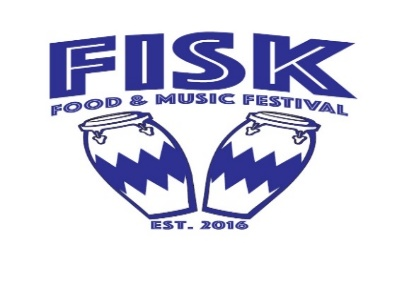 FISK
FOOD & MUSIC FESTIVAL
EST. 2016